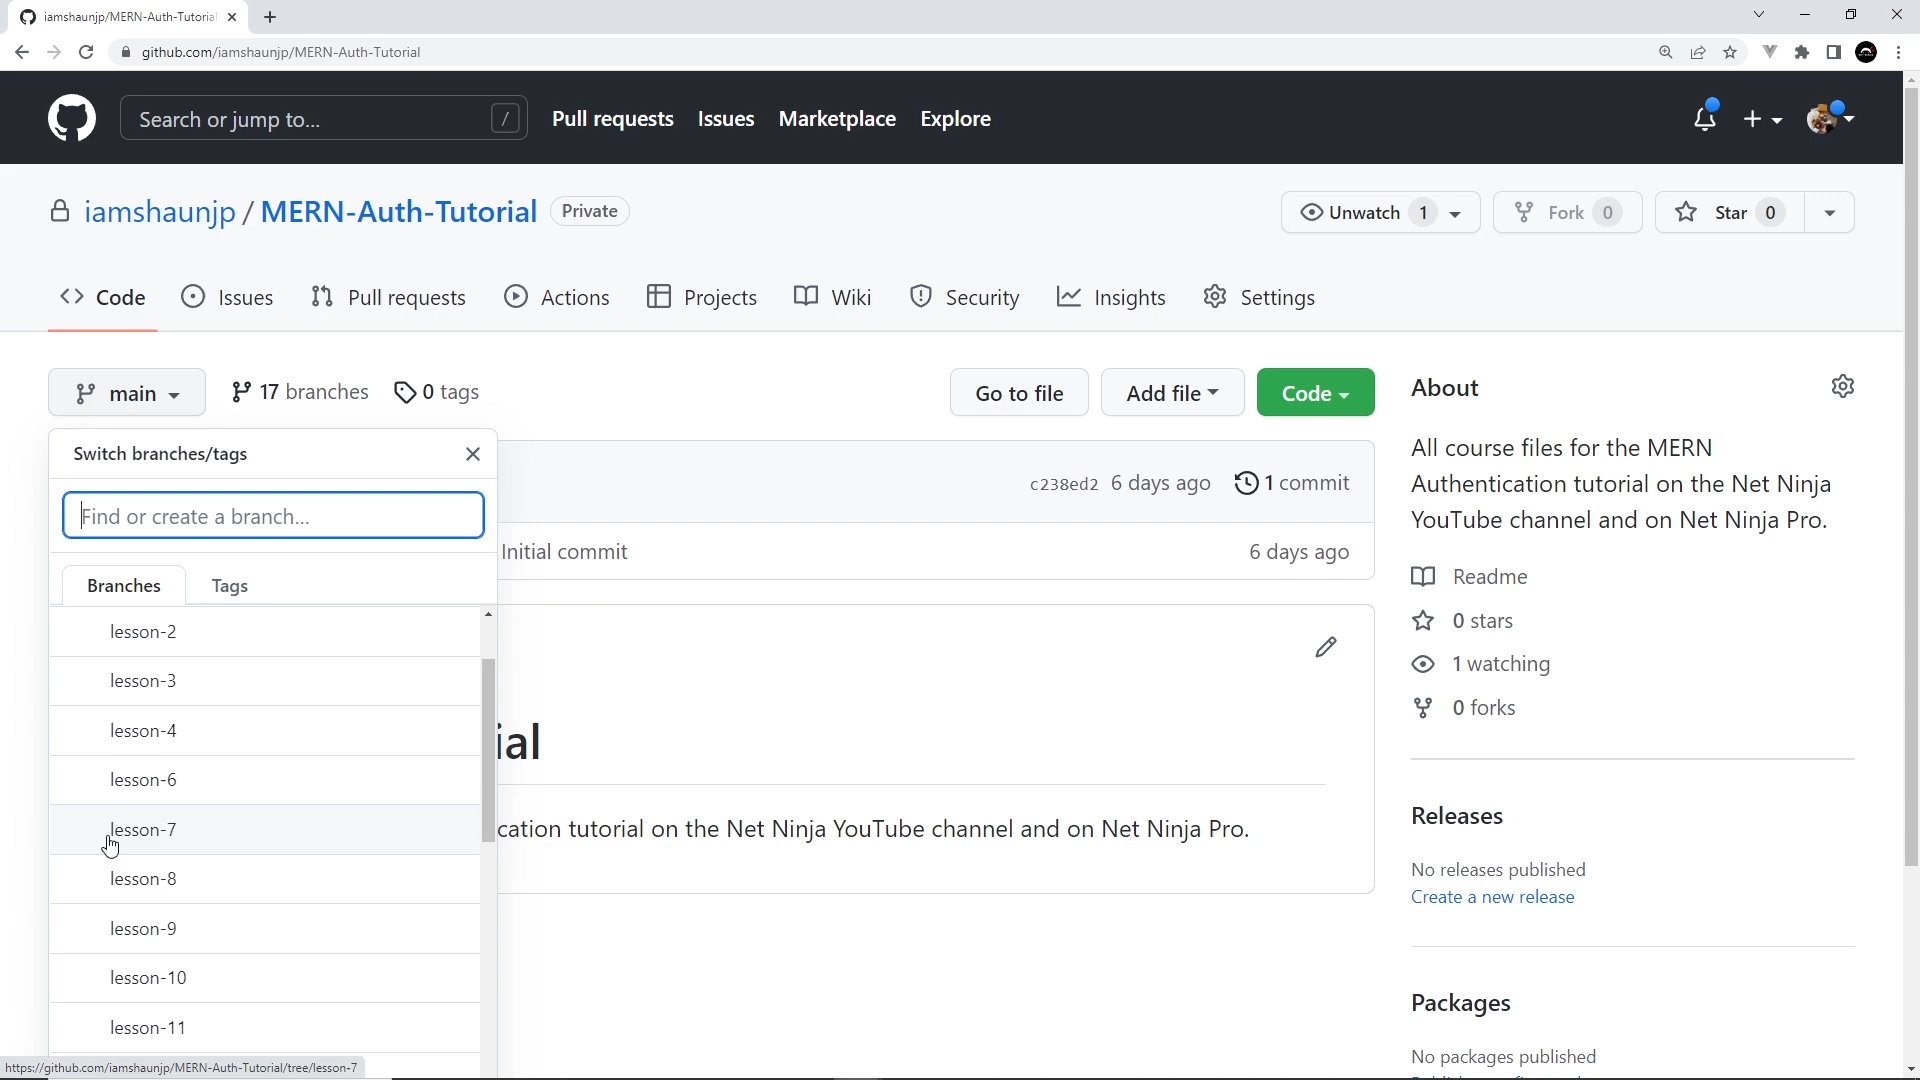 iamshaunjp/MERN-Auth-Tutorial
github.com/iamshaunjp/MERN-Auth-Tutorial
Search or jump to... /
Pull requests Issues Marketplace Explore
iamshaunjp / MERN-Auth-Tutorial Private
Unwatch 1 Fork 0 Star 0
Code Issues Pull requests Actions Projects Wiki Security Insights Settings
main 17 branches 0 tags
Go to file Add file Code
Switch branches/tags
Find or create a branch...
Branches Tags
lesson-2
lesson-3
lesson-4
lesson-6
lesson-7
lesson-8
lesson-9
lesson-10
lesson-11
c238ed2 6 days ago 1 commit
Initial commit 6 days ago
ial
cation tutorial on the Net Ninja YouTube channel and on Net Ninja Pro.
About
All course files for the MERN
Authentication tutorial on the Net Ninja
YouTube channel and on Net Ninja Pro.
Readme
0 stars
1 watching
0 forks
Releases
No releases published
Create a new release
Packages
No packages published
https://github.com/iamshaunjp/MERN-Auth-Tutorial/tree/lesson-7